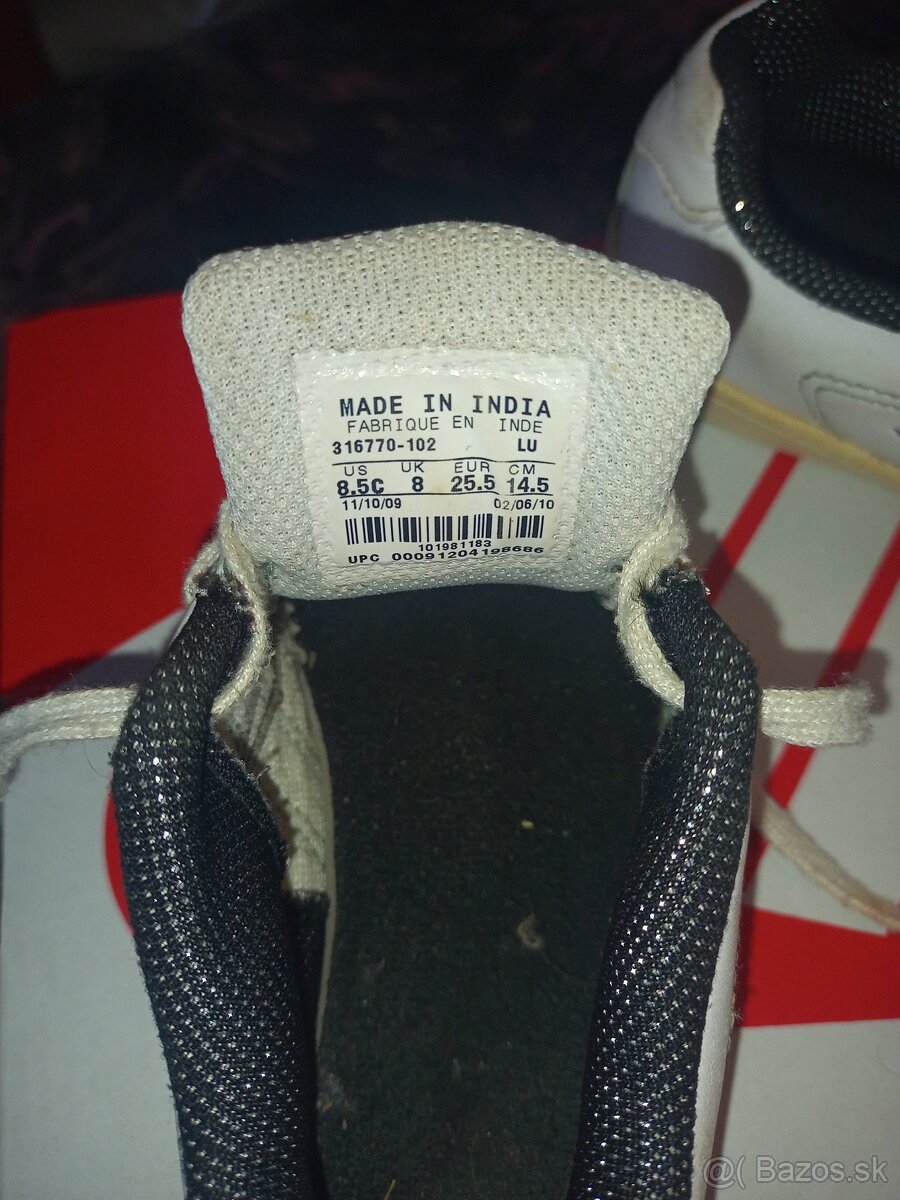 MADE IN INDIA
FABRIQUE EN INDE
316770-102 LU
US UK EUR CM
8.5C 8 25.5 14.5
11/10/09 02/06/10
101981183
UPC 00091204198686
@( Bazos.sk